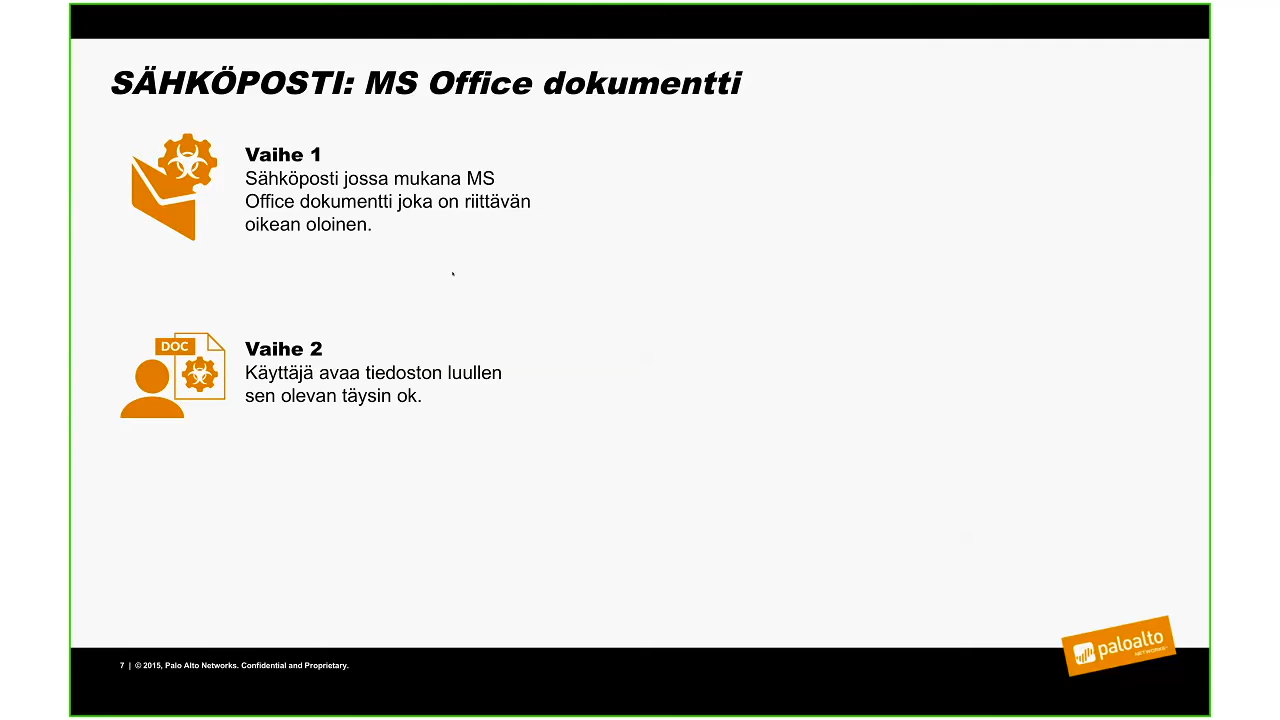 SÄHKÖPOSTI: MS Office dokumentti
Vaihe 1
Sähköposti jossa mukana MS
Office dokumentti joka on riittävän
oikean oloinen.
DOC
Vaihe 2
Käyttäjä avaa tiedoston luullen
sen olevan täysin ok.
paloalto
NETWORKS
7 | © 2015, Palo Alto Networks. Confidential and Proprietary.